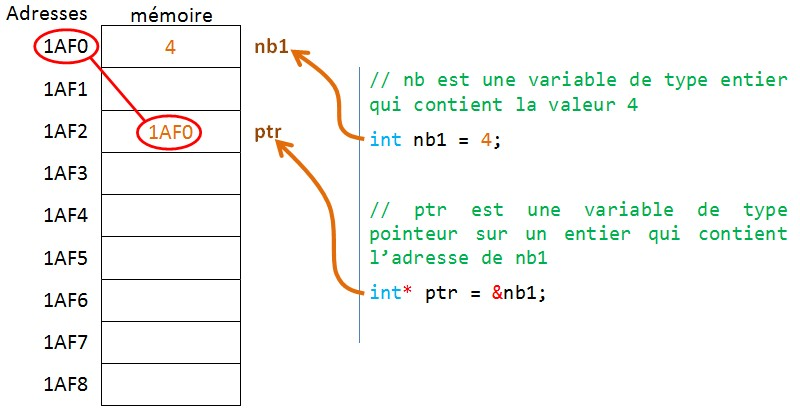 Adresses mémoire
1AF0 4 nb1
1AF1
1AF2 1AF0 ptr
1AF3
1AF4
1AF5
1AF6
1AF7
1AF8
// nb est une variable de type entier
qui contient la valeur 4
int nb1 = 4;
// ptr est une variable de type
pointeur sur un entier qui contient
l’adresse de nb1
int* ptr = &nb1;